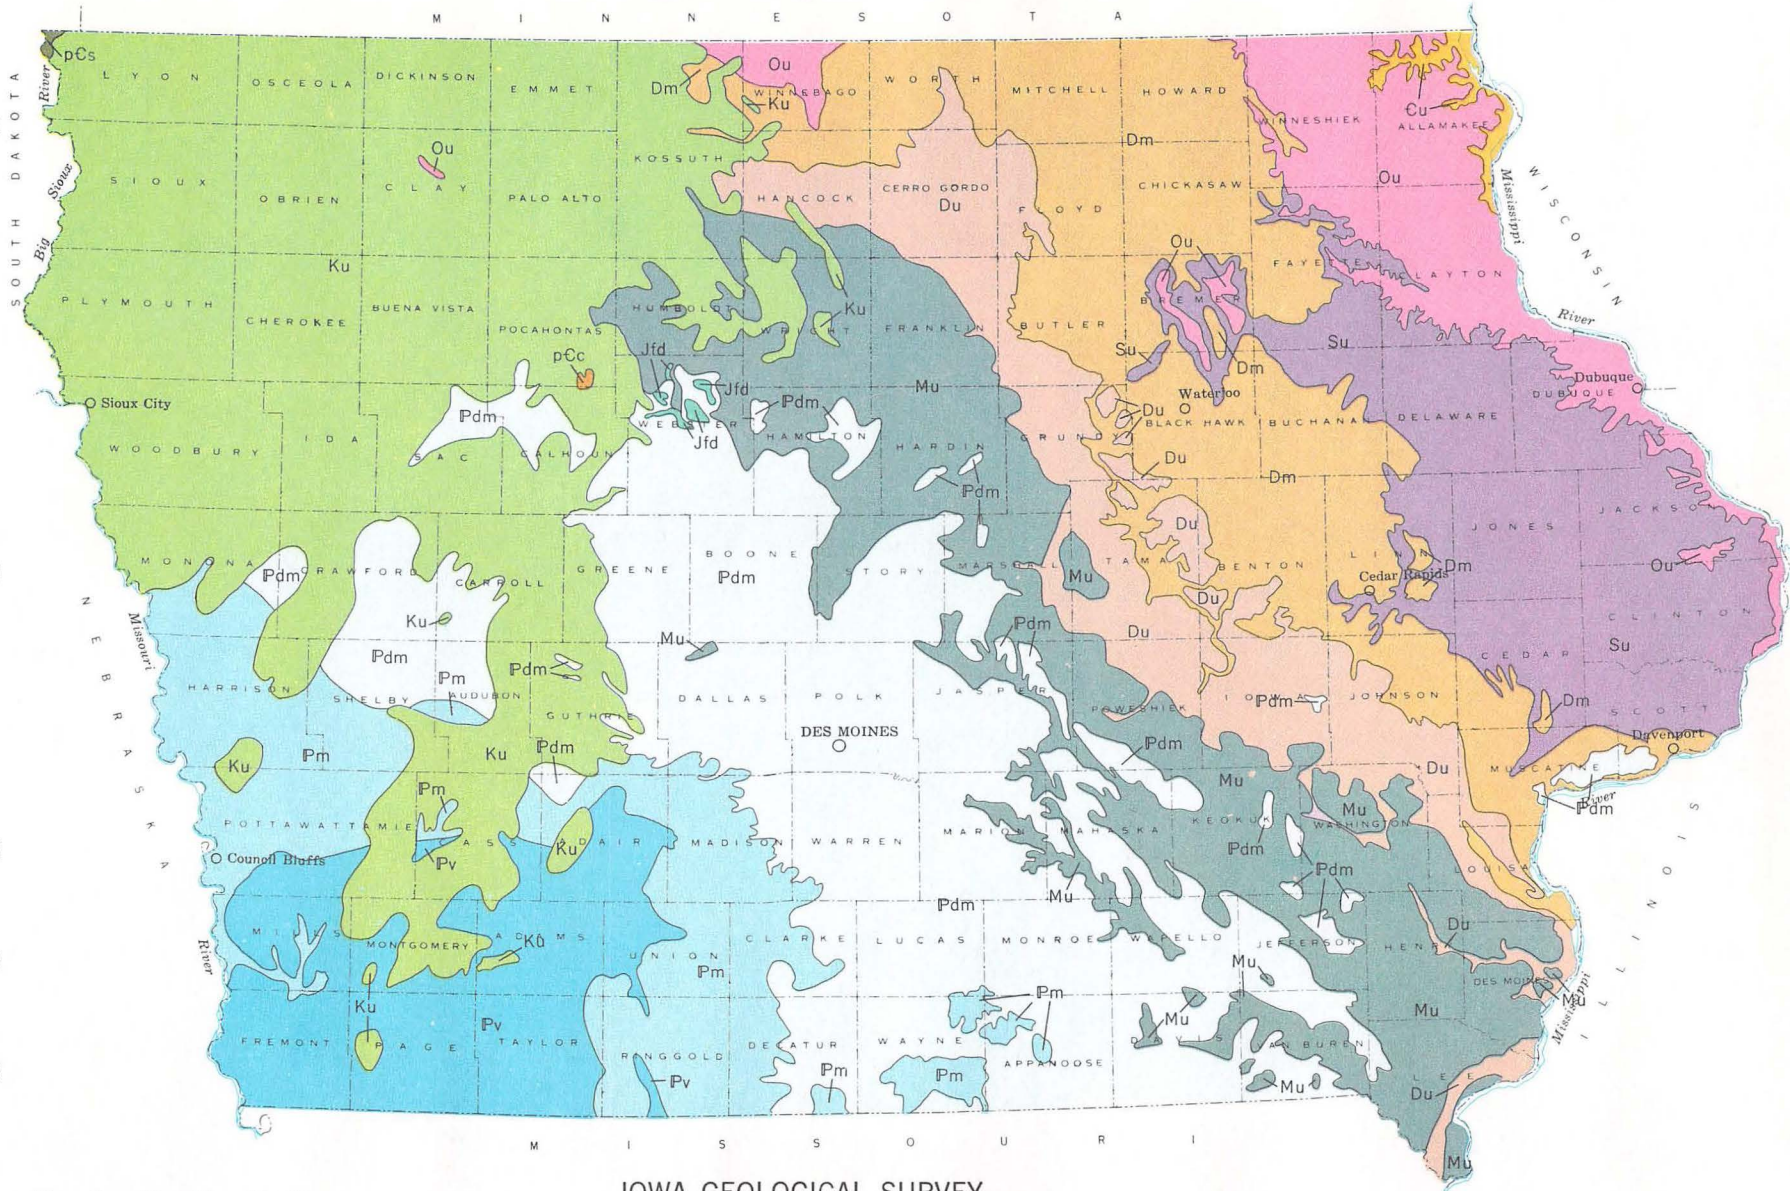 MINNESOTA
SOUTH DAKOTA
NEBRASKA
WISCONSIN
ILLINOIS
MISSOURI
River
Big Sioux
Missouri
River
Mississippi
River
River
Mississippi
p€s
LYON
OSCEOLA
DICKINSON
EMMET
Dm
Ou
WINNEBAGO
Ku
WORTH
MITCHELL
HOWARD
WINNESHIEK
€u
ALLAMAKEE
Dm
Ou
SIOUX
OBRIEN
Ou
CLAY
PALO ALTO
KOSSUTH
HANCOCK
CERRO GORDO
Du
FLOYD
CHICKASAW
Ku
PLYMOUTH
CHEROKEE
BUENA VISTA
POCAHONTAS
HUMBOLDT
WRIGHT
Ku
FRANKLIN
BUTLER
Ou
BREMER
FAYETTE
CLAYTON
p€c
Jfd
Jfd
Jfd
Mu
Su
Dm
Su
Dubuque
DUBUQUE
Sioux City
WOODBURY
IDA
Pdm
SAC
CALHOUN
WEBSTER
Pdm
HAMILTON
HARDIN
GRUNDY
Du
Waterloo
BLACK HAWK
BUCHANAN
DELAWARE
Pdm
Du
Dm
MONONA
Pdm
CRAWFORD
CARROLL
GREENE
BOONE
Pdm
STORY
MARSHALL
Mu
TAMA
Du
BENTON
LINN
Dm
Cedar Rapids
JONES
JACKSON
Ou
Ku
Mu
Pdm
Du
Du
CLINTON
Su
CEDAR
HARRISON
SHELBY
Pdm
Pm
AUDUBON
Pdm
GUTHRIE
DALLAS
POLK
JASPER
POWESHIEK
IOWA
Pdm
JOHNSON
Dm
SCOTT
Davenport
DES MOINES
Ku
Pm
Ku
Pdm
Pdm
Mu
Du
MUSCATINE
Pdm
POTTAWATTAMIE
Pm
Pv
CASS
Ku
ADAIR
MADISON
WARREN
MARION
MAHASKA
KEOKUK
Pdm
Mu
WASHINGTON
Pdm
LOUISA
Council Bluffs
MILLS
MONTGOMERY
ADAMS
Ku
UNION
Pm
CLARKE
LUCAS
Pdm
MONROE
Mu
WAPELLO
JEFFERSON
HENRY
Du
DES MOINES
Mu
Ku
FREMONT
PAGE
Pv
TAYLOR
RINGGOLD
Pv
DECATUR
Pm
WAYNE
Pm
Pm
APPANOOSE
Mu
Mu
DAVIS
VAN BUREN
Mu
Mu
LEE
Du
Mu
IOWA GEOLOGICAL SURVEY